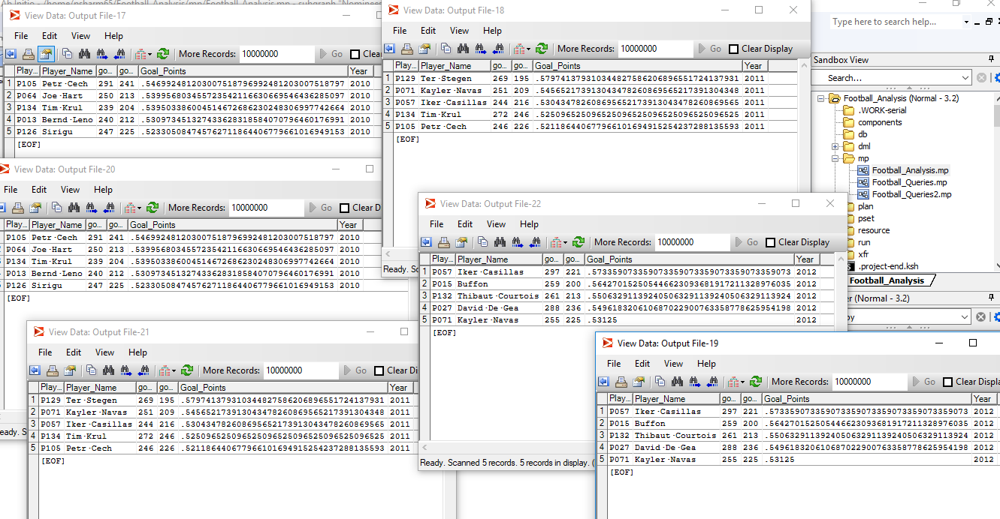 Ab Initio - /home/nsharm65/Football_Analysis/mp/Football_Analysis.mp - subgraph "Nominee
View Data: Output File-17
File Edit View Help
More Records: 10000000 Go Clea
Play... Player_Name go... go... Goal_Points Year
1 P105 Petr·Cech 291 241 .546992481203007518796992481203007518797 2010
2 P064 Joe·Hart 250 213 .539956803455723542116630669546436285097 2010
3 P134 Tim·Krul 239 204 .539503386004514672686230248306997742664 2010
4 P013 Bernd·Leno 240 212 .530973451327433628318584070796460176991 2010
5 P126 Sirigu 247 225 .523305084745762711864406779661016949153 2010
[EOF]
View Data: Output File-18
File Edit View Help
More Records: 10000000 Go Clear Display
Play... Player_Name go... go... Goal_Points Year
1 P129 Ter·Stegen 269 195 .579741379310344827586206896551724137931 2011
2 P071 Kayler·Navas 251 209 .545652173913043478260869565217391304348 2011
3 P057 Iker·Casillas 244 216 .530434782608695652173913043478260869565 2011
4 P134 Tim·Krul 272 246 .525096525096525096525096525096525096525 2011
5 P105 Petr·Cech 246 226 .521186440677966101694915254237288135593 2011
[EOF]
Ready. Sc
View Data: Output File-20
File Edit View Help
More Records: 10000000 Go Clear D
Play... Player_Name go... go... Goal_Points Year
P105 Petr·Cech 291 241 .546992481203007518796992481203007518797 2010
P064 Joe·Hart 250 213 .539956803455723542116630669546436285097 2010
P134 Tim·Krul 239 204 .539503386004514672686230248306997742664 2010
P013 Bernd·Leno 240 212 .530973451327433628318584070796460176991 2010
P126 Sirigu 247 225 .523305084745762711864406779661016949153 2010
[EOF]
eady. S
View Data: Output File-21
File Edit View Help
More Records: 10000000 Go Clear Di
Play... Player_Name go... go... Goal_Points Year
1 P129 Ter·Stegen 269 195 .579741379310344827586206896551724137931 2011
2 P071 Kayler·Navas 251 209 .545652173913043478260869565217391304348 2011
3 P057 Iker·Casillas 244 216 .530434782608695652173913043478260869565 2011
4 P134 Tim·Krul 272 246 .525096525096525096525096525096525096525 2011
5 P105 Petr·Cech 246 226 .521186440677966101694915254237288135593 2011
[EOF]
View Data: Output File-22
File Edit View Help
More Records: 10000000 Go Clear Display
Play... Player_Name go... go... Goal_Points Year
1 P057 Iker·Casillas 297 221 .573359073359073359073359073359073359073 2012
2 P015 Buffon 259 200 .564270152505446623093681917211328976035 2012
3 P132 Thibaut·Courtois 261 213 .550632911392405063291139240506329113924 2012
4 P027 David·De·Gea 288 236 .549618320610687022900763358778625954198 2012
5 P071 Kayler·Navas 255 225 .53125 2012
[EOF]
Ready. Scanned 5 records. 5 records in display. (
View Data: Output File-19
File Edit View Help
More Records: 10000000 Go Clear Displa
Play... Player_Name go... go... Goal_Points Year
1 P057 Iker·Casillas 297 221 .573359073359073359073359073359073359073 2012
2 P015 Buffon 259 200 .564270152505446623093681917211328976035 2012
3 P132 Thibaut·Courtois 261 213 .550632911392405063291139240506329113924 2012
4 P027 David·De·Gea 288 236 .549618320610687022900763358778625954198 2012
5 P071 Kayler·Navas 255 225 .53125 2012
[EOF]
Type here to search help...
Sandbox View
Search...
Football_Analysis (Normal - 3.2)
.WORK-serial
components
db
dml
mp
Football_Analysis.mp
Football_Queries.mp
Football_Queries2.mp
plan
pset
resource
run
xfr
.project-end.ksh
Football_Analysis
er (Normal - 3.2)
by